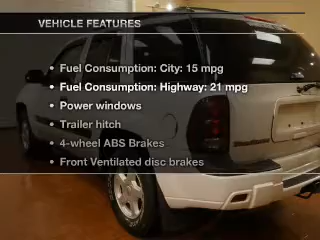 VEHICLE FEATURES
• Fuel Consumption: City: 15 mpg
• Fuel Consumption: Highway: 21 mpg
• Power windows
• Trailer hitch
• 4-wheel ABS Brakes
• Front Ventilated disc brakes